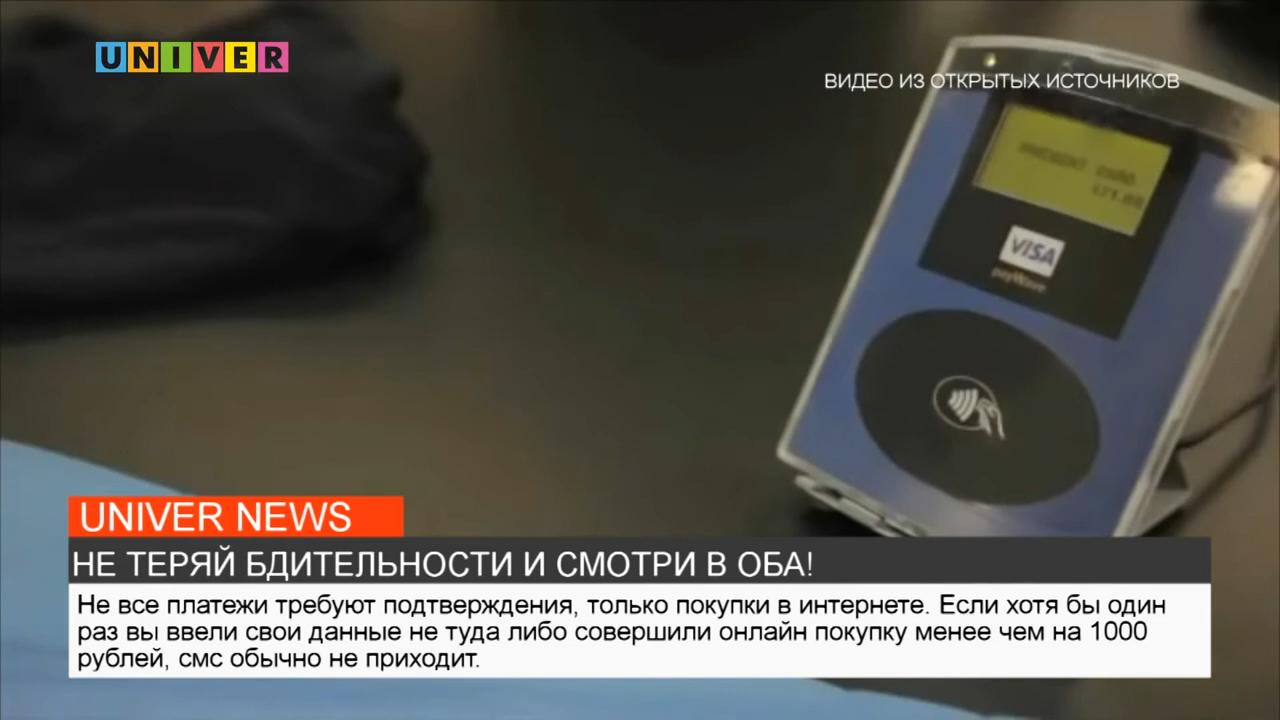 UNIVER
ВИДЕО ИЗ ОТКРЫТЫХ ИСТОЧНИКОВ
VISA
payWave
UNIVER NEWS
НЕ ТЕРЯЙ БДИТЕЛЬНОСТИ И СМОТРИ В ОБА!
Не все платежи требуют подтверждения, только покупки в интернете. Если хотя бы один
раз вы ввели свои данные не туда либо совершили онлайн покупку менее чем на 1000
рублей, смс обычно не приходит.